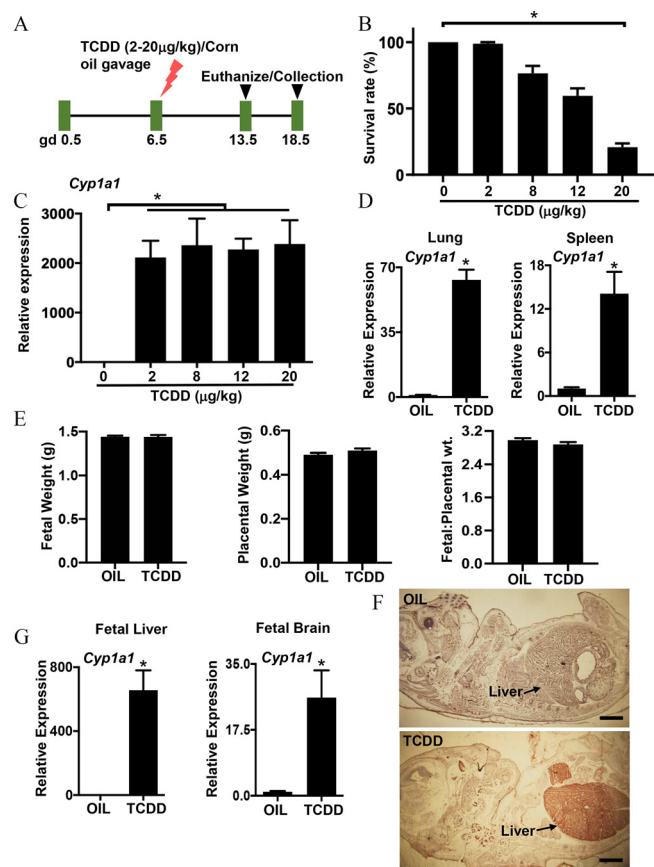 A
TCDD (2-20μg/kg)/Corn
oil gavage
Euthanize/Collection
gd 0.5
6.5
13.5
18.5
B
Survival rate (%)
100
50
0
*
0
2
8
12
20
TCDD (μg/kg)
C
Cyp1a1
Relative expression
3000
2000
1000
0
*
0
2
8
12
20
TCDD (μg/kg)
D
Lung
Cyp1a1
Relative Expression
70
35
0
*
OIL
TCDD
Spleen
Cyp1a1
Relative Expression
18
12
6
0
*
OIL
TCDD
E
Fetal Weight (g)
1.5
1.0
0.5
0.0
OIL
TCDD
Placental Weight (g)
0.6
0.4
0.2
0.0
OIL
TCDD
Fetal:Placental wt.
3.2
2.4
1.6
0.8
0.0
OIL
TCDD
F
OIL
Liver
TCDD
Liver
G
Fetal Liver
Cyp1a1
Relative Expression
800
600
300
0
*
OIL
TCDD
Fetal Brain
Cyp1a1
Relative Expression
35.0
17.5
0.0
*
OIL
TCDD